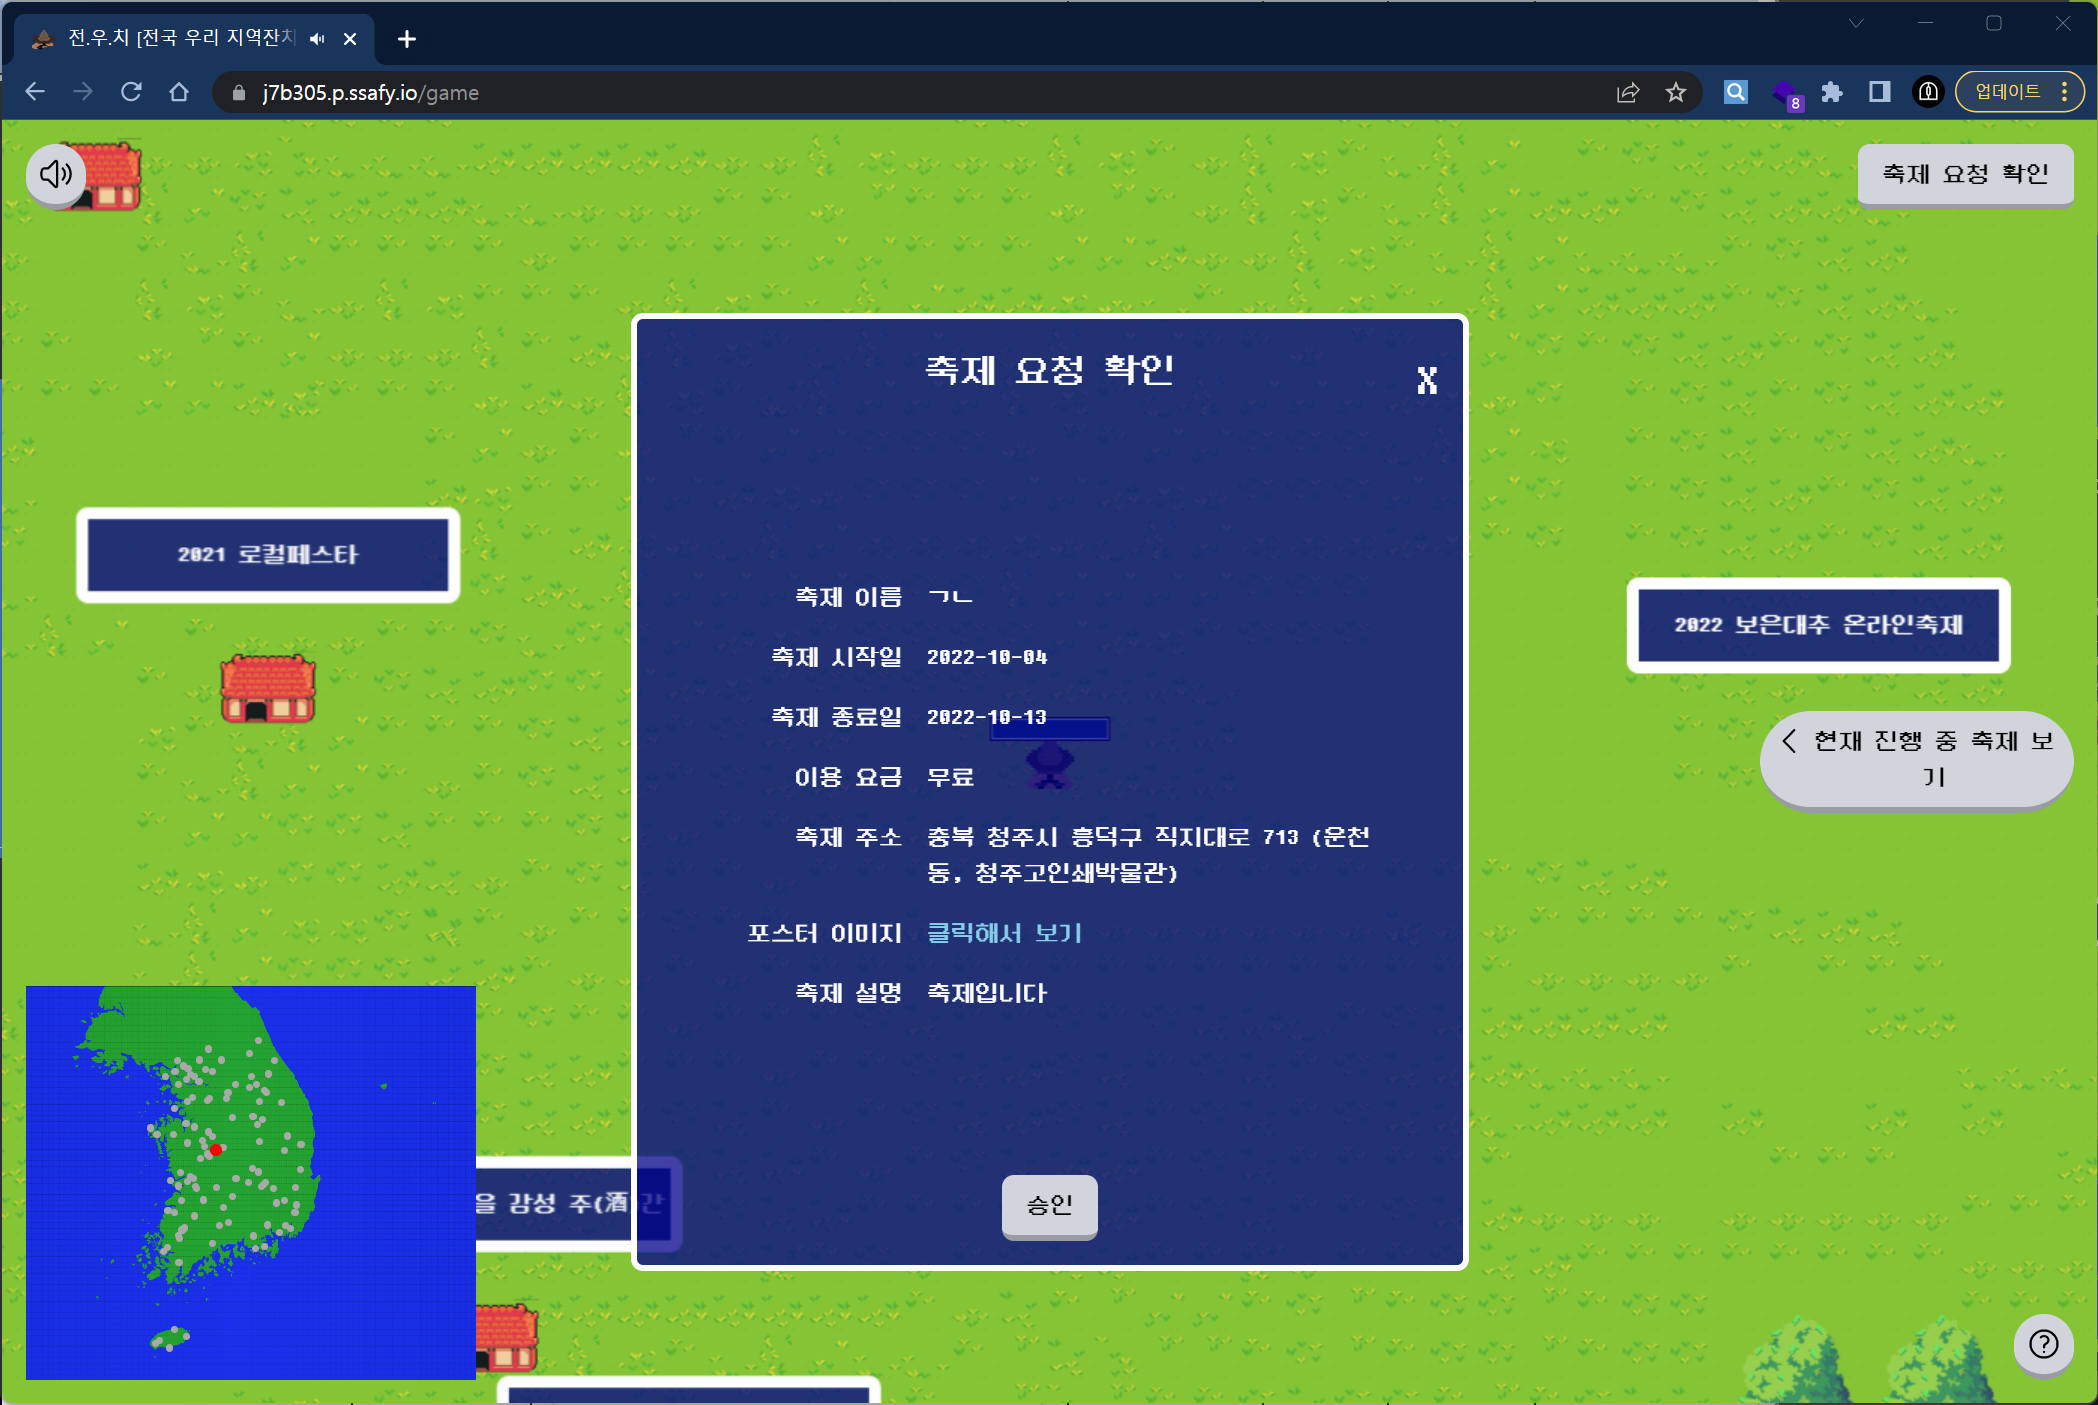 전.우.치 [전국 우리 지역잔치
j7b305.p.ssafy.io/game
8
업데이트
축제 요청 확인
축제 요청 확인
X
2021 로컬페스타
축제 이름 ㄱㄴ
2022 보은대추 온라인축제
축제 시작일 2022-10-04
축제 종료일 2022-10-13
현재 진행 중 축제 보
기
이용 요금 무료
축제 주소 충북 청주시 흥덕구 직지대로 713 (운천
동, 청주고인쇄박물관)
포스터 이미지 클릭해서 보기
축제 설명 축제입니다
을 감성 주(酒)간
승인
?